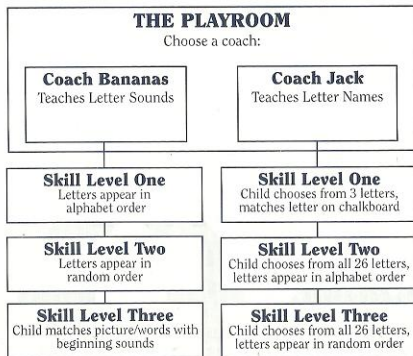 THE PLAYROOM
Choose a coach:
Coach Bananas
Teaches Letter Sounds
Coach Jack
Teaches Letter Names
Skill Level One
Letters appear in
alphabet order
Skill Level One
Child chooses from 3 letters,
matches letter on chalkboard
Skill Level Two
Letters appear in
random order
Skill Level Two
Child chooses from all 26 letters,
letters appear in alphabet order
Skill Level Three
Child matches picture/words with
beginning sounds
Skill Level Three
Child chooses from all 26 letters,
letters appear in random order